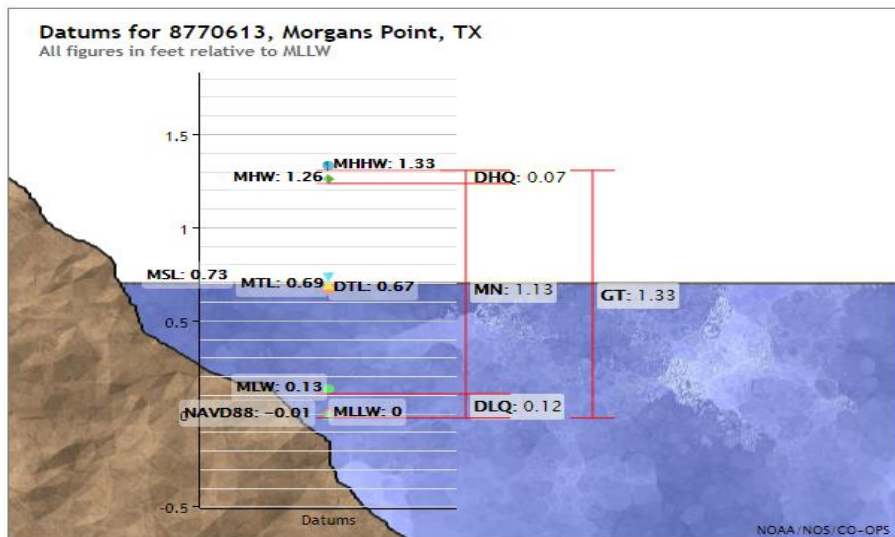 Datums for 8770613, Morgans Point, TX
All figures in feet relative to MLLW
1.5
MHHW: 1.33
MHW: 1.26
DHQ: 0.07
1
MSL: 0.73
MTL: 0.69
DTL: 0.67
MN: 1.13
GT: 1.33
0.5
MLW: 0.13
DLQ: 0.12
0
NAVD88: -0.01
MLLW: 0
-0.5
Datums
NOAA/NOS/CO-OPS